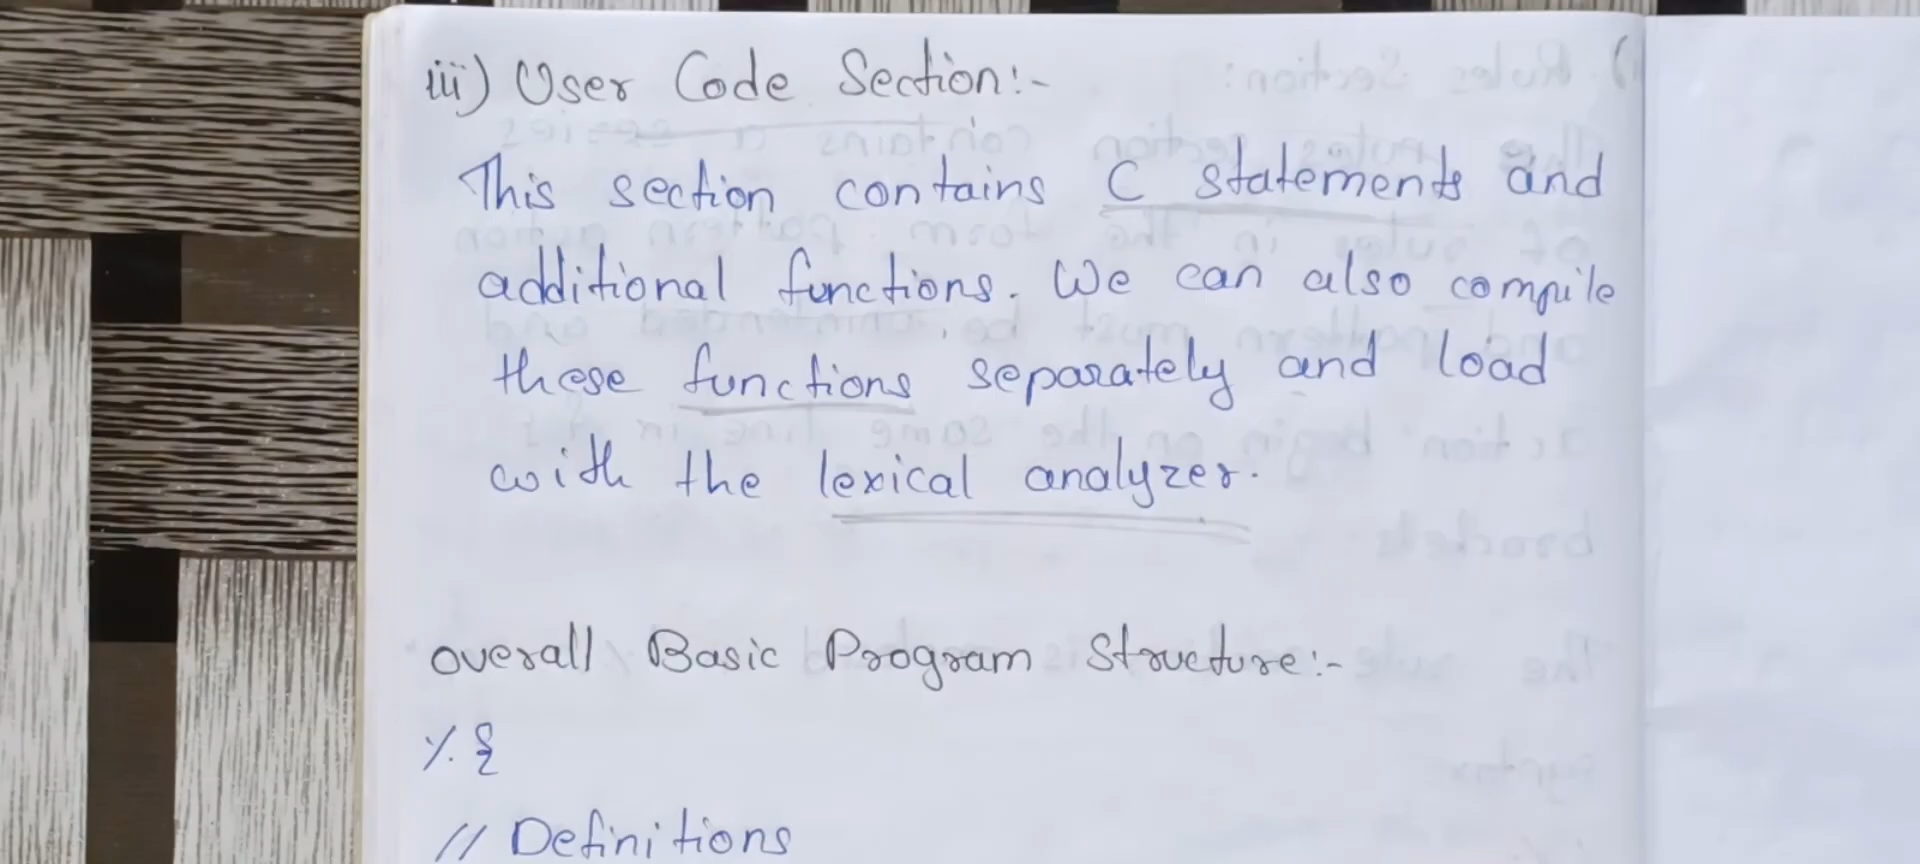 iii) User Code Section:-
This section contains C statements and
additional functions. We can also compile
these functions separately and load
with the lexical analyzer.
overall Basic Program Structure:-
%{
// Definitions